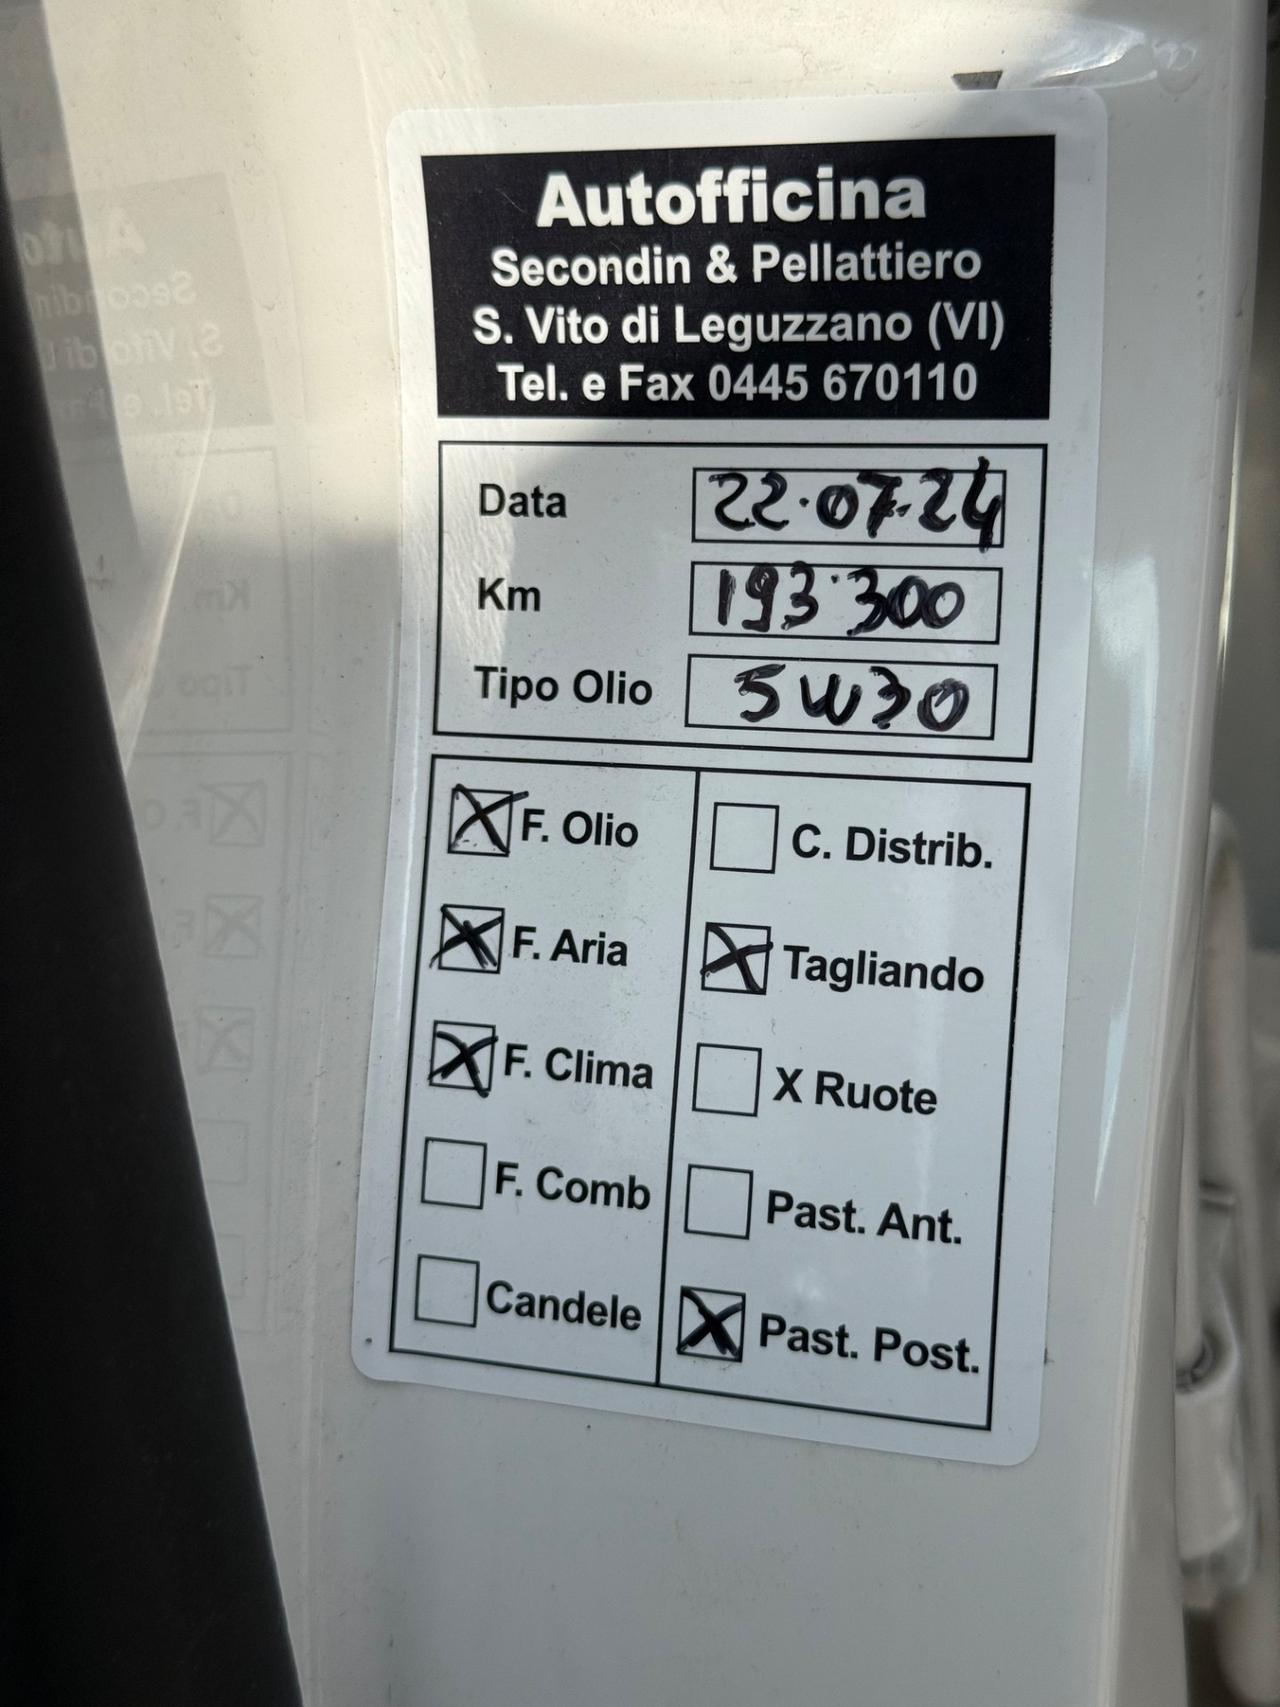 Autofficina
Secondin & Pellattiero
S. Vito di Leguzzano (VI)
Tel. e Fax 0445 670110
Data 22.07.24
Km 193.300
Tipo Olio 5W30
F. Olio
F. Aria
F. Clima
F. Comb
Candele
C. Distrib.
Tagliando
X Ruote
Past. Ant.
Past. Post.